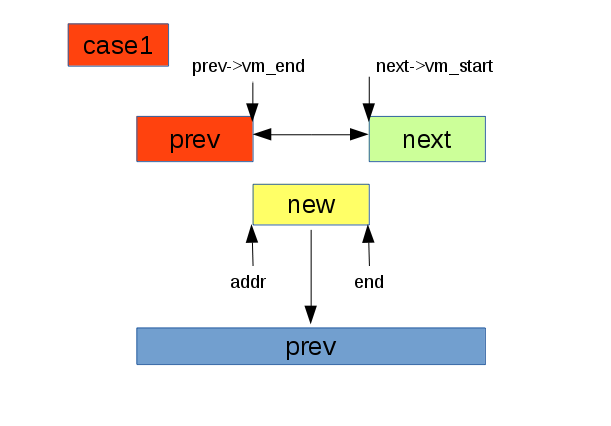 case1
prev->vm_end
next->vm_start
prev
next
new
addr
end
prev